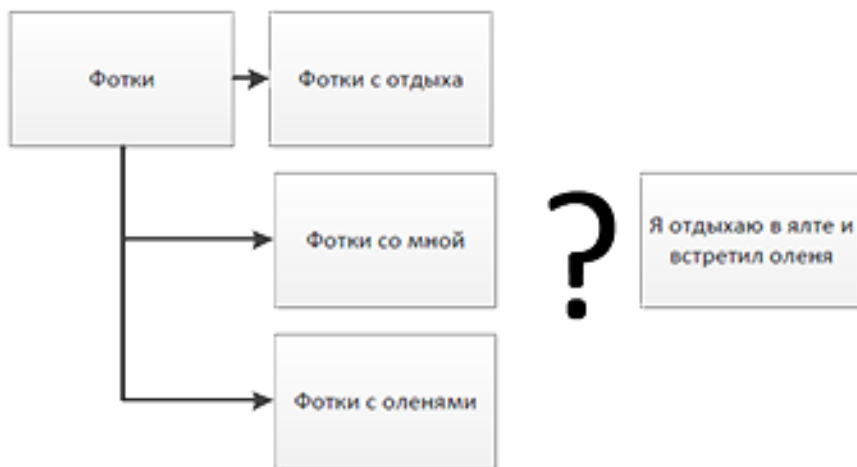 Фотки
Фотки с отдыха
Фотки со мной
?
Я отдыхаю в ялте и
встретил оленя
Фотки с оленями